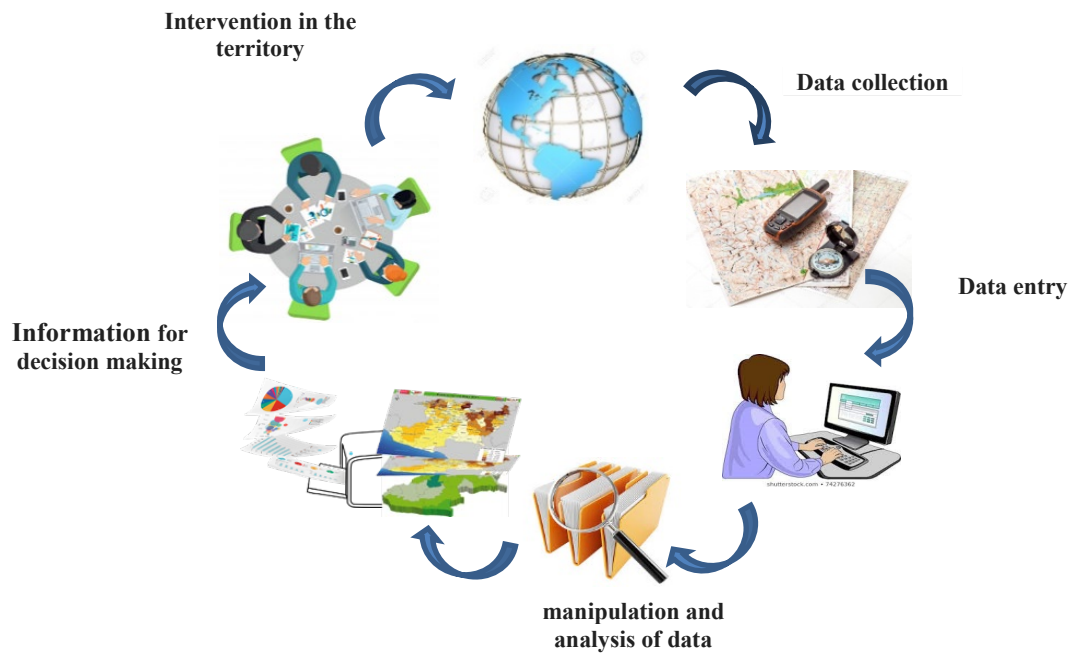 Intervention in the
territory
Data collection
Data entry
Information for
decision making
shutterstock.com • 74276362
manipulation and
analysis of data